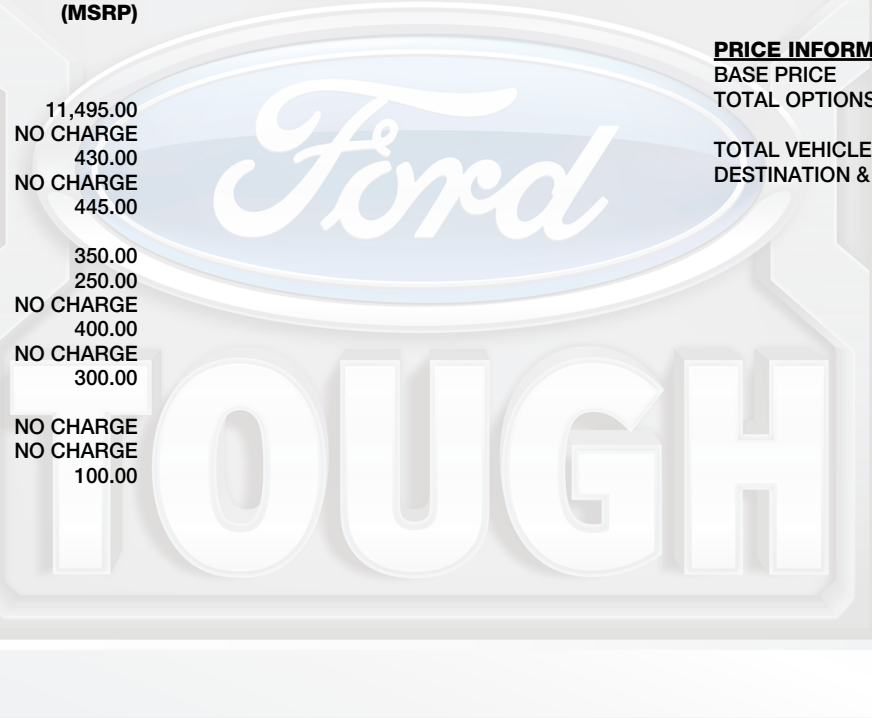 (MSRP)
11,495.00
NO CHARGE
430.00
NO CHARGE
445.00
350.00
250.00
NO CHARGE
400.00
NO CHARGE
300.00
NO CHARGE
NO CHARGE
100.00
PRICE INFORM
BASE PRICE
TOTAL OPTIONS
TOTAL VEHICLE
DESTINATION &
Ford
TOUGH